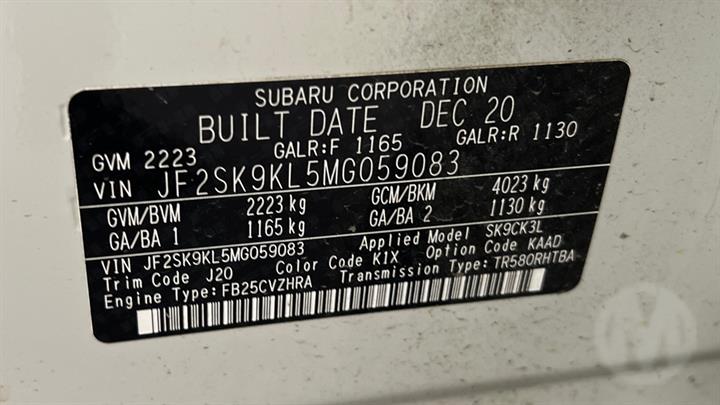 SUBARU CORPORATION
BUILT DATE DEC 20
GVM 2223 GALR:F 1165 GALR:R 1130
VIN JF2SK9KL5MG059083
GVM/BVM 2223 kg GCM/BKM 4023 kg
GA/BA 1 1165 kg GA/BA 2 1130 kg
VIN JF2SK9KL5MG059083 Applied Model SK9CK3L
Trim Code J20 Color Code K1X Option Code KAAD
Engine Type: FB25CVZHRA Transmission Type: TR580RHTBA
M